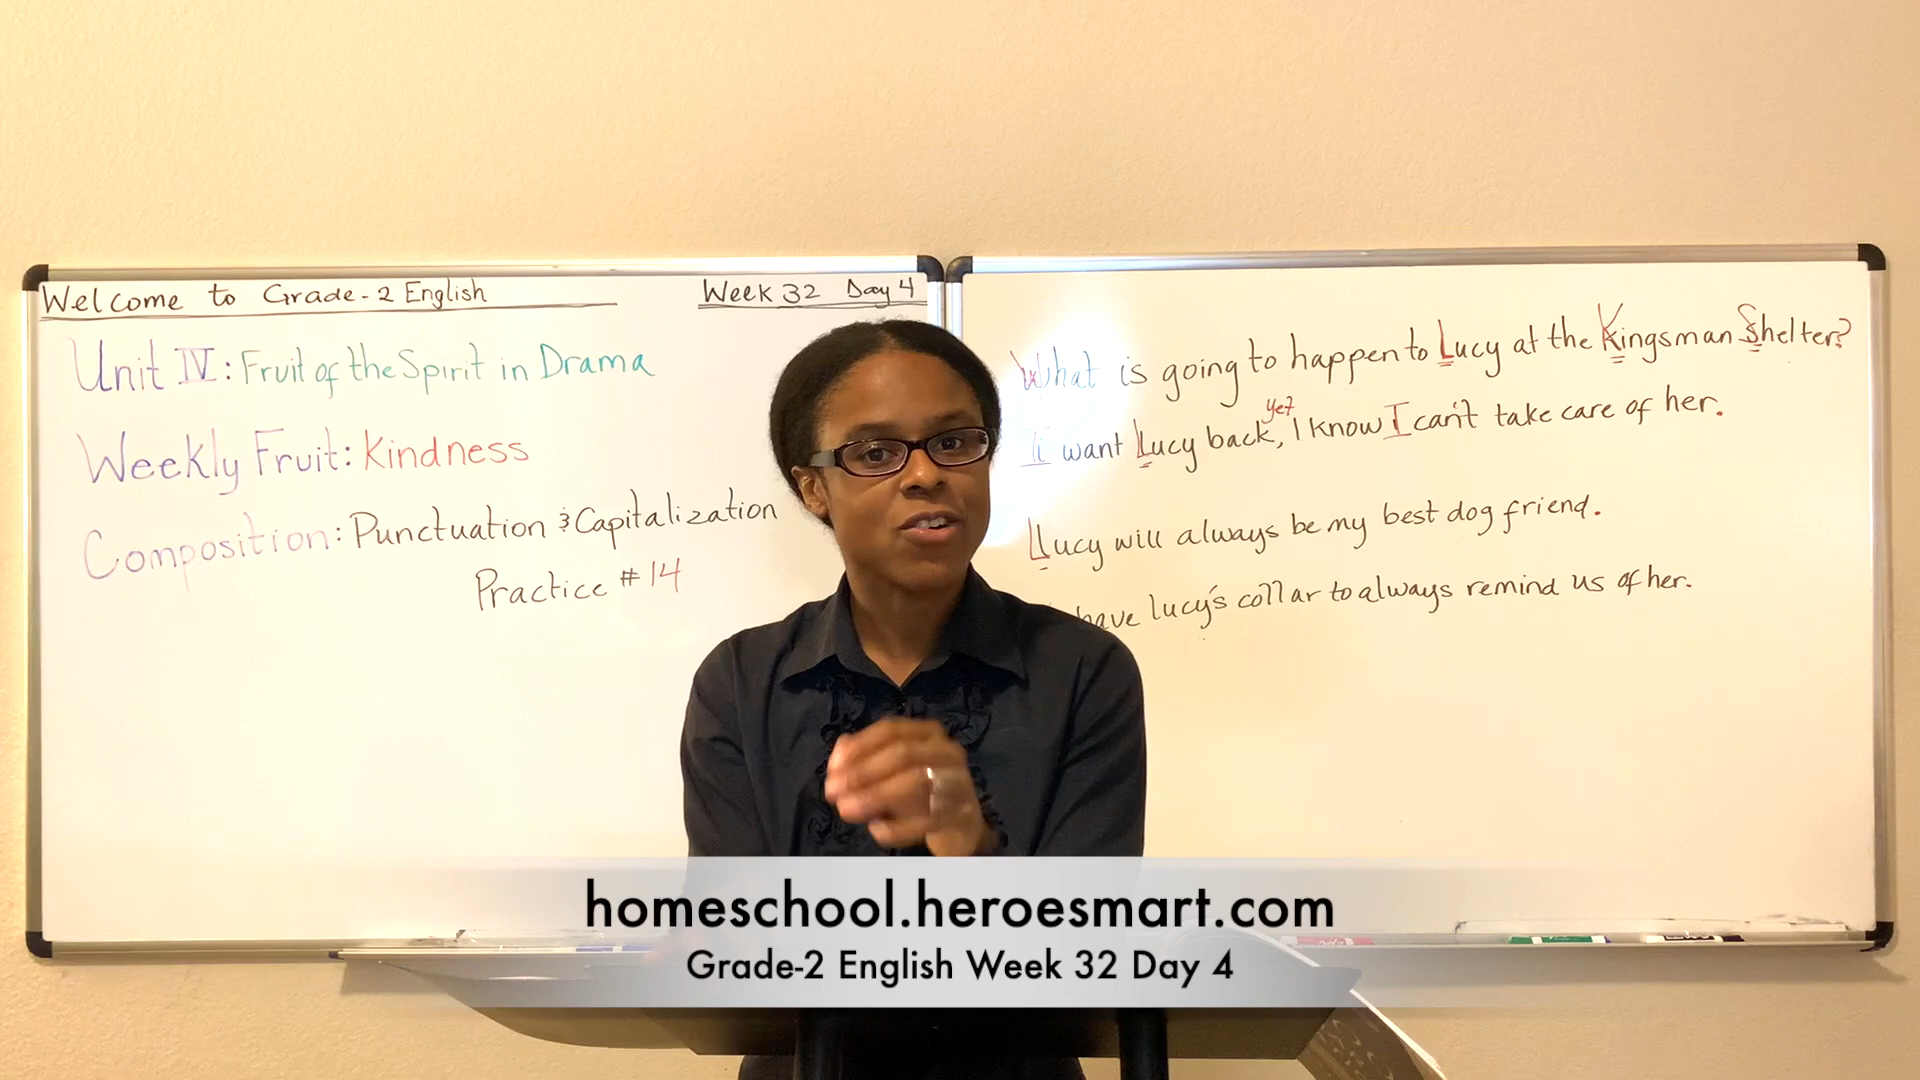 Welcome to Grade-2 English
Week 32 Day 4
Unit IV: Fruit of the Spirit in Drama
Weekly Fruit: Kindness
Composition: Punctuation & Capitalization
Practice #14
What is going to happen to Lucy at the Kingsman Shelter?
yet
I want Lucy back, I know I can't take care of her.
Lucy will always be my best dog friend.
have lucy's collar to always remind us of her.
homeschool.heroesmart.com
Grade-2 English Week 32 Day 4